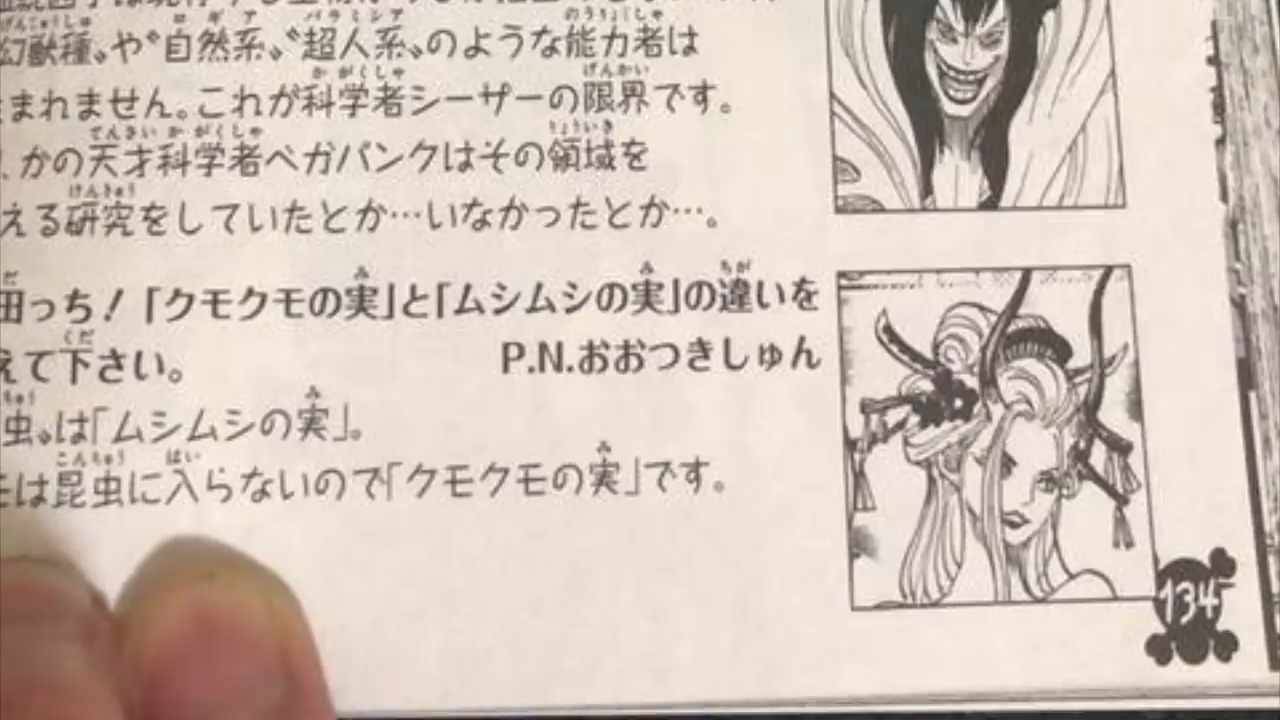 幻獣種〟や〝自然系〟〝超人系〟のような能力者は
まれません。これが科学者シーザーの限界です。
、かの天才科学者ベガパンクはその領域を
える研究をしていたとか…いなかったとか…。
田っち！「クモクモの実」と「ムシムシの実」の違いを
えて下さい。 P.N.おおつきしゅん
虫〟は「ムシムシの実」。
モは昆虫に入らないので「クモクモの実」です。
134